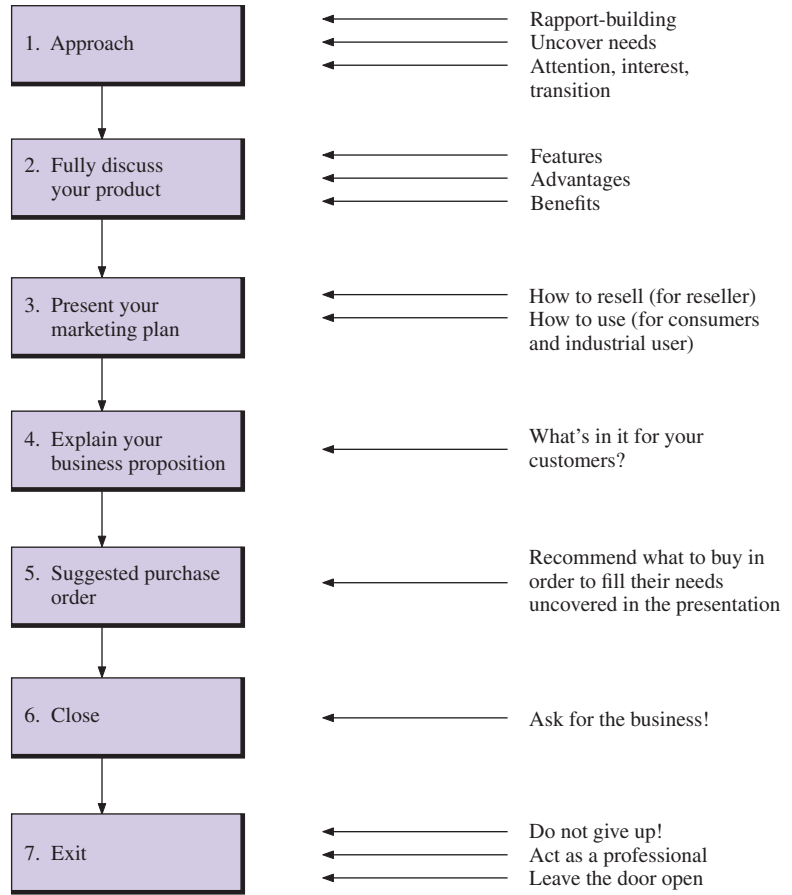 1. Approach
Rapport-building
Uncover needs
Attention, interest,
transition
2. Fully discuss
your product
Features
Advantages
Benefits
3. Present your
marketing plan
How to resell (for reseller)
How to use (for consumers
and industrial user)
4. Explain your
business proposition
What's in it for your
customers?
5. Suggested purchase
order
Recommend what to buy in
order to fill their needs
uncovered in the presentation
6. Close
Ask for the business!
7. Exit
Do not give up!
Act as a professional
Leave the door open